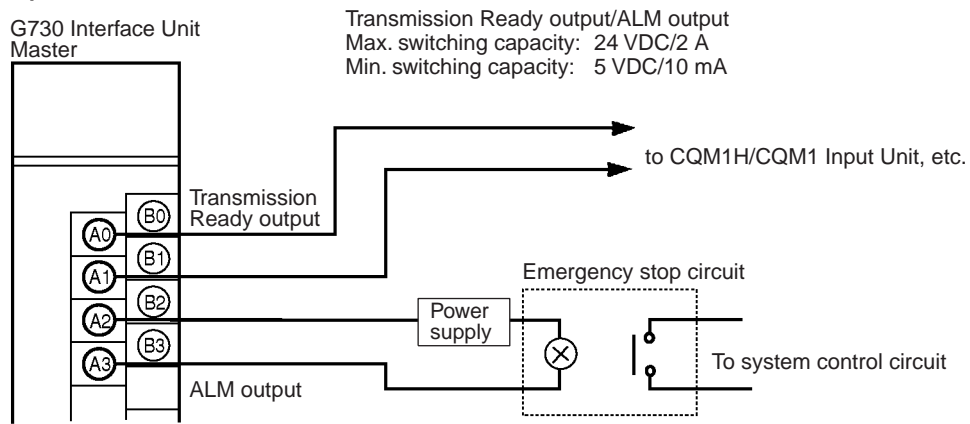 G730 Interface Unit
Master
Transmission Ready output/ALM output
Max. switching capacity: 24 VDC/2 A
Min. switching capacity: 5 VDC/10 mA
to CQM1H/CQM1 Input Unit, etc.
Transmission
Ready output
B0
A0
B1
A1
B2
A2
B3
A3
ALM output
Power
supply
Emergency stop circuit
To system control circuit